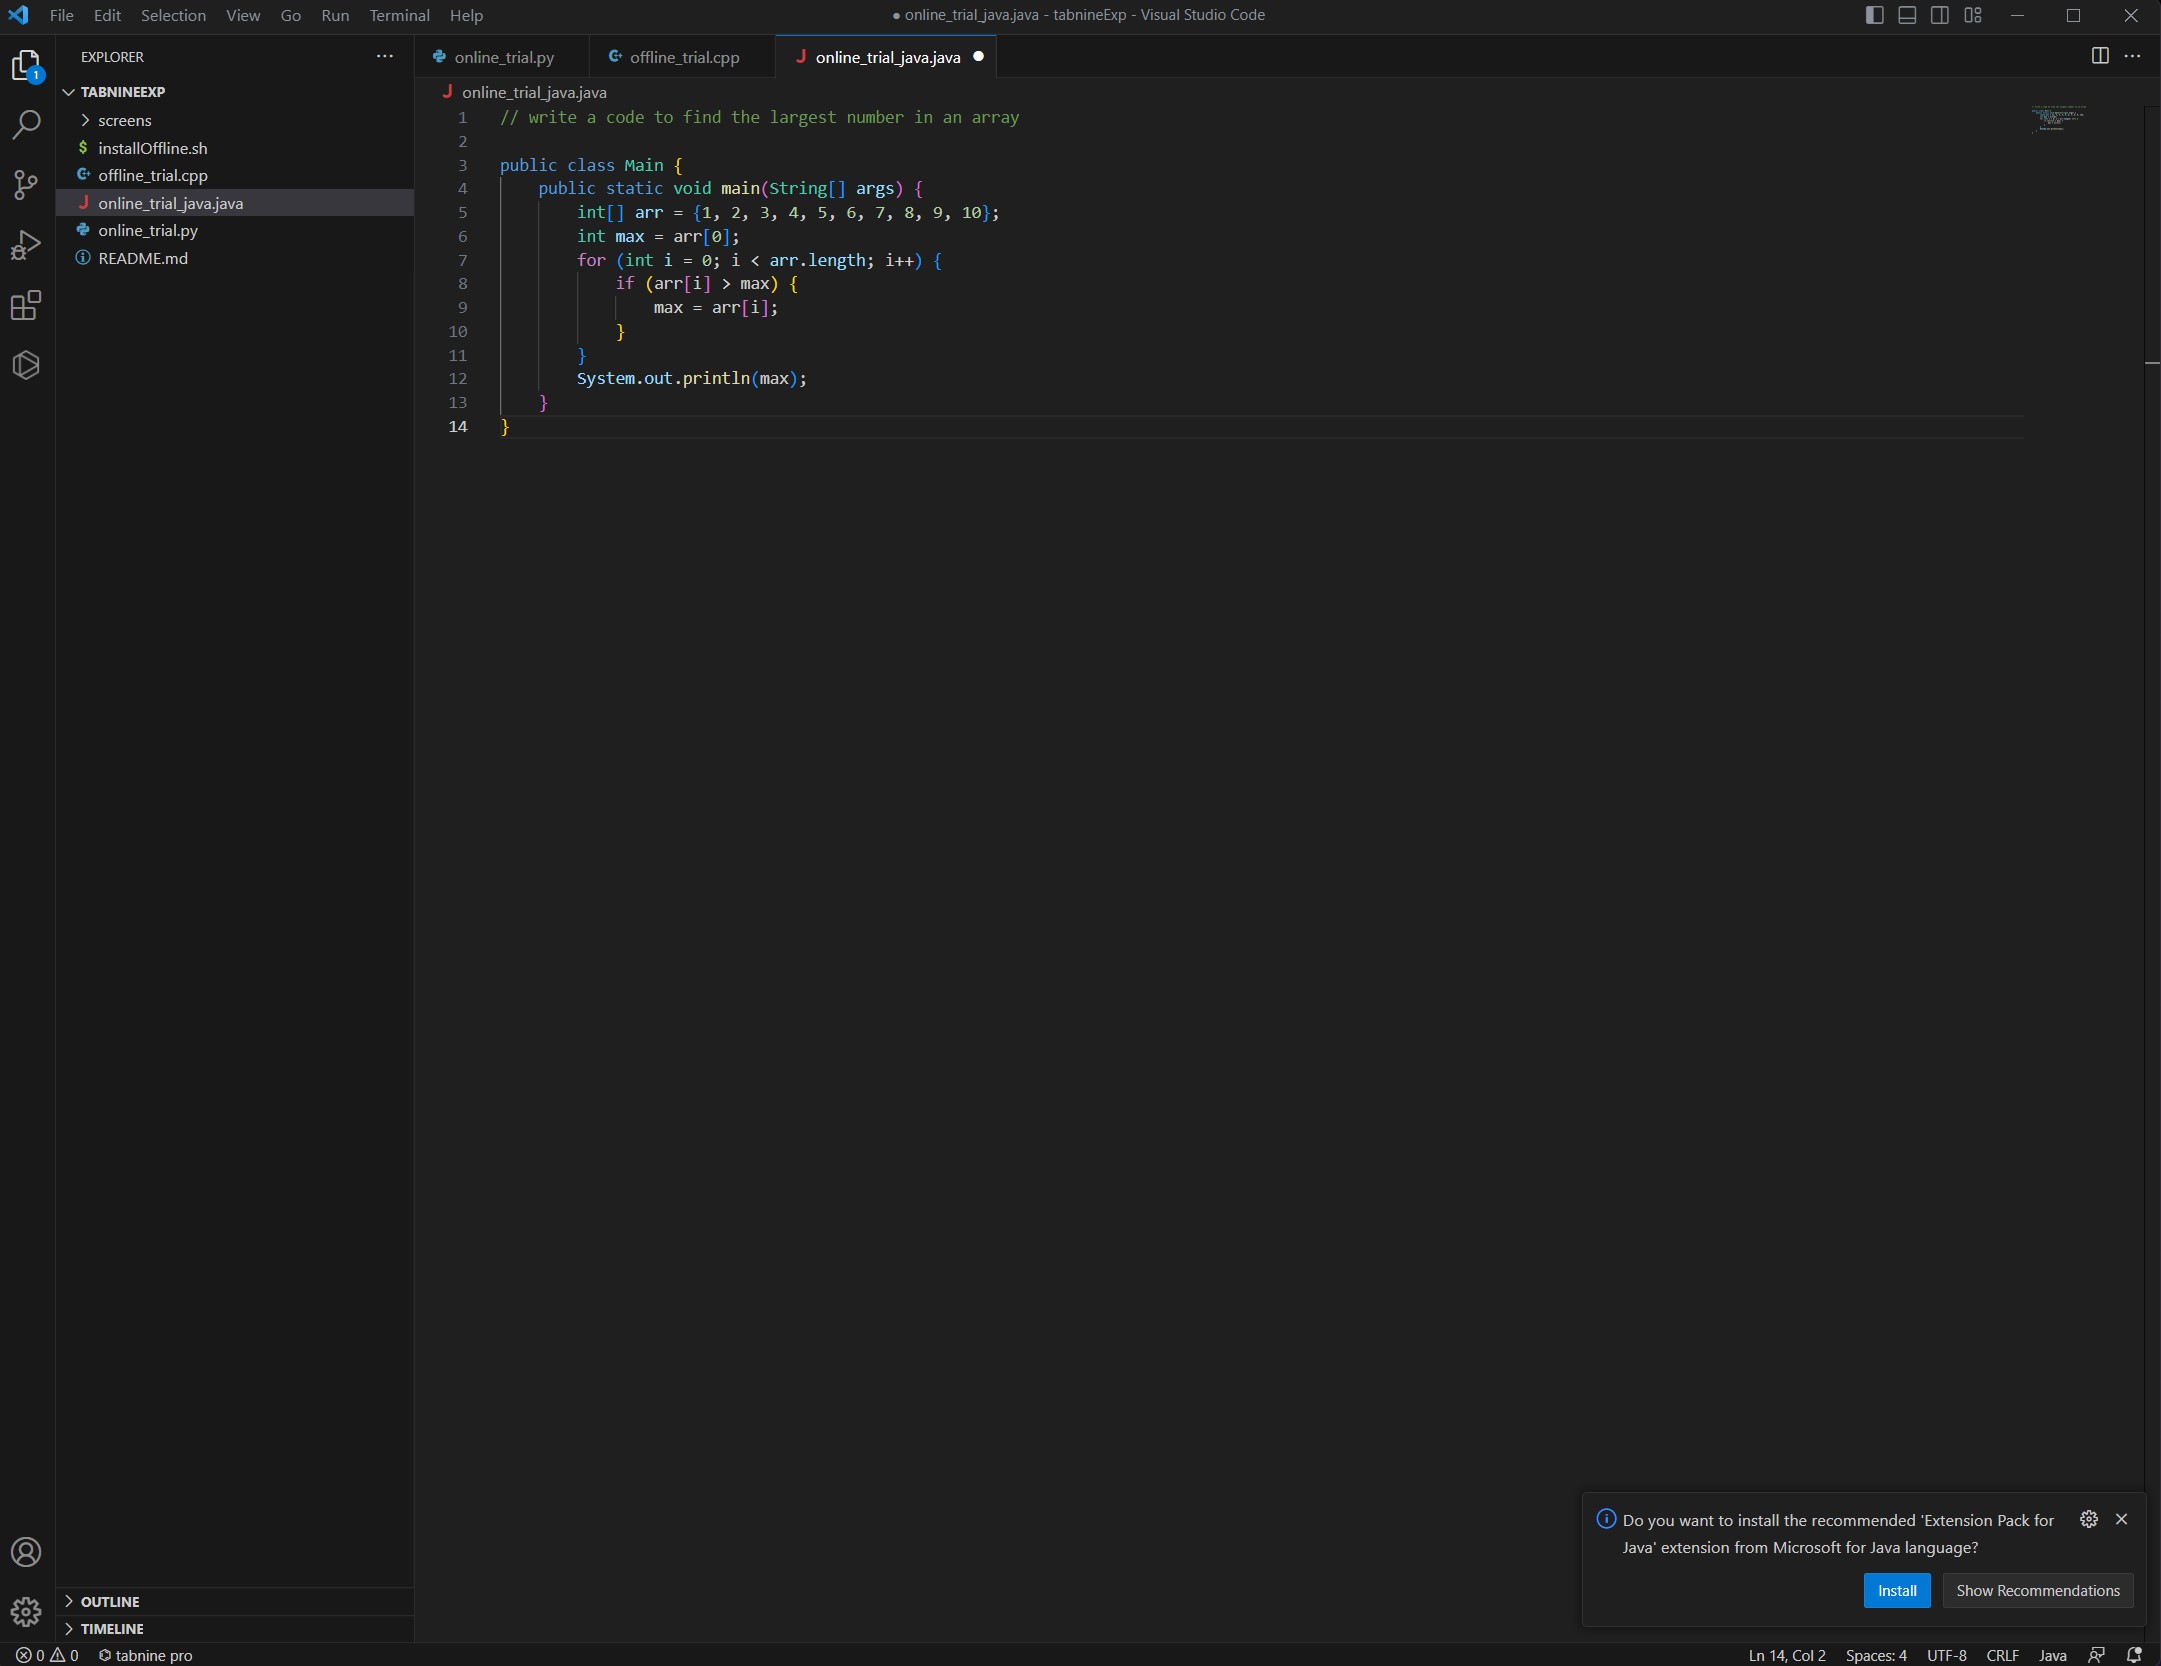 File Edit Selection View Go Run Terminal Help
● online_trial_java.java - tabnineExp - Visual Studio Code
EXPLORER
online_trial.py
offline_trial.cpp
online_trial_java.java
1
TABNINEEXP
screens
installOffline.sh
offline_trial.cpp
online_trial_java.java
online_trial.py
README.md
online_trial_java.java
1 // write a code to find the largest number in an array
2
3 public class Main {
4 public static void main(String[] args) {
5 int[] arr = {1, 2, 3, 4, 5, 6, 7, 8, 9, 10};
6 int max = arr[0];
7 for (int i = 0; i < arr.length; i++) {
8 if (arr[i] > max) {
9 max = arr[i];
10 }
11 }
12 System.out.println(max);
13 }
14 }
Do you want to install the recommended 'Extension Pack for
Java' extension from Microsoft for Java language?
Install
Show Recommendations
OUTLINE
TIMELINE
0 0 tabnine pro
Ln 14, Col 2 Spaces: 4 UTF-8 CRLF Java